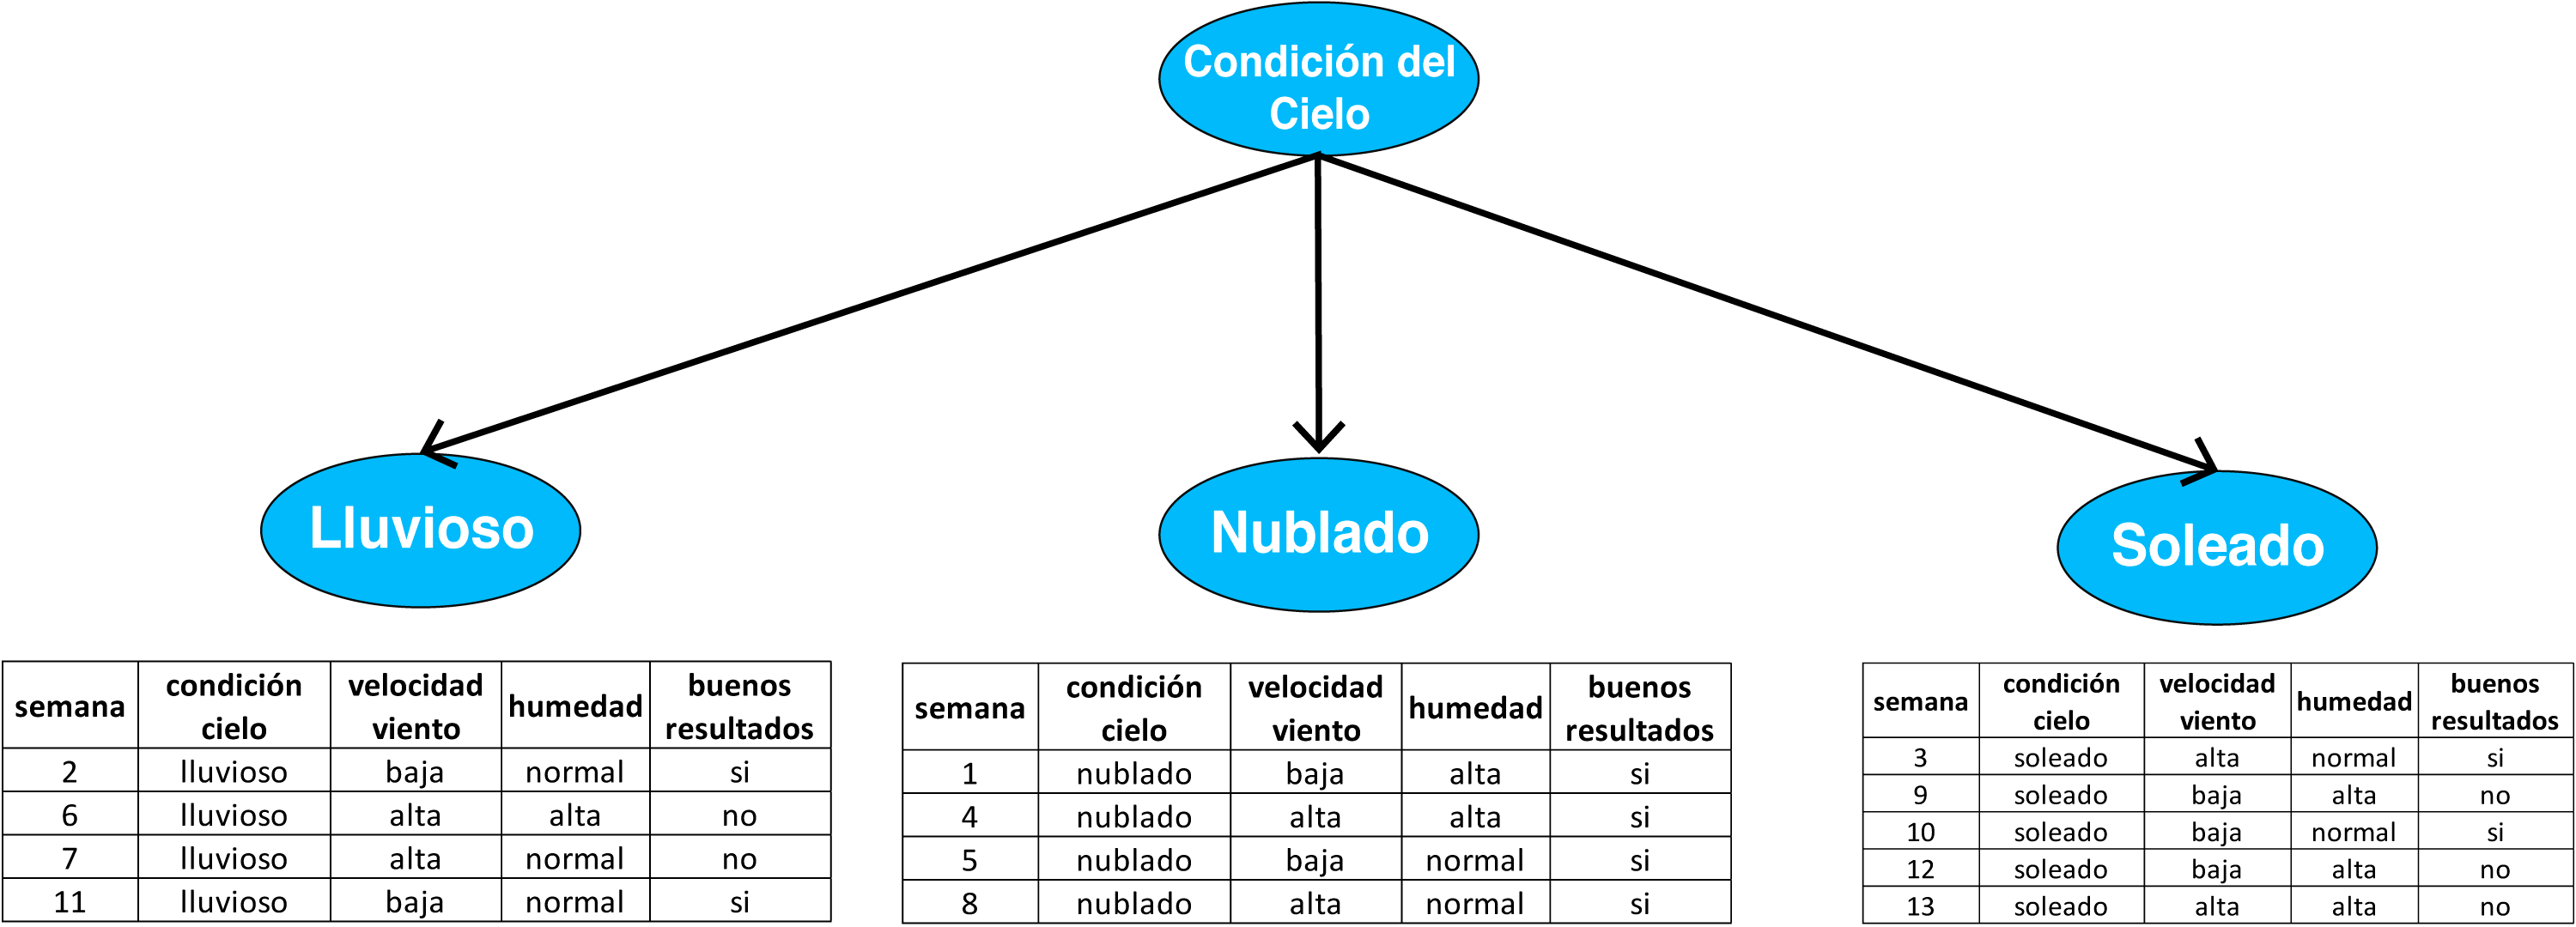 Condición del
Cielo
Lluvioso
Nublado
Soleado
semana condición cielo velocidad viento humedad buenos resultados
2 lluvioso baja normal si
6 lluvioso alta alta no
7 lluvioso alta normal no
11 lluvioso baja normal si
semana condición cielo velocidad viento humedad buenos resultados
1 nublado baja alta si
4 nublado alta alta si
5 nublado baja normal si
8 nublado alta normal si
semana condición cielo velocidad viento humedad buenos resultados
3 soleado alta normal si
9 soleado baja alta no
10 soleado baja normal si
12 soleado baja alta no
13 soleado alta alta no